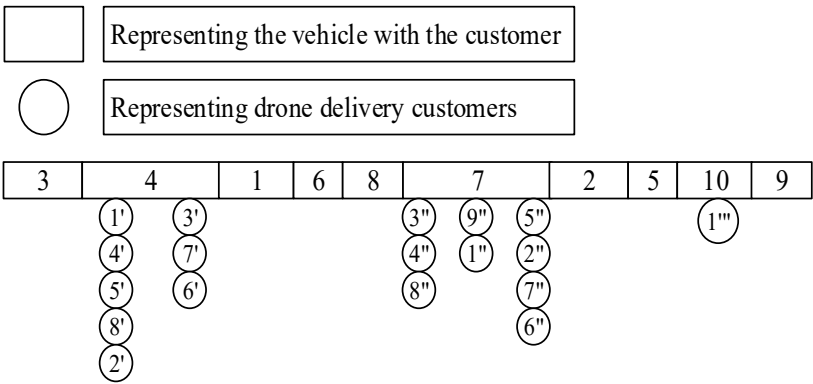 Representing the vehicle with the customer
Representing drone delivery customers
3 4 1 6 8 7 2 5 10 9
1' 3' 3" 9" 5" 1'"
4' 7' 4" 1" 2"
5' 6' 8" 7"
8' 6"
2'